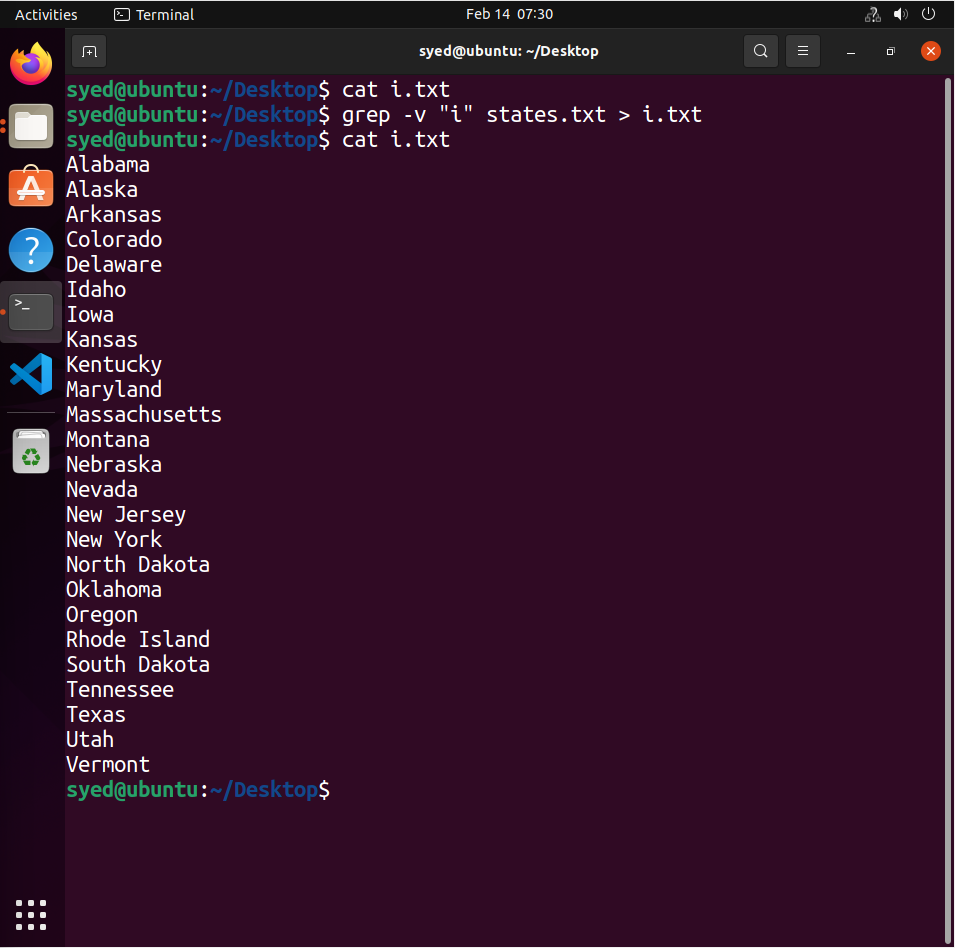 Activities
Terminal
Feb 14 07:30
syed@ubuntu: ~/Desktop
syed@ubuntu:~/Desktop$ cat i.txt
syed@ubuntu:~/Desktop$ grep -v "i" states.txt > i.txt
syed@ubuntu:~/Desktop$ cat i.txt
Alabama
Alaska
Arkansas
Colorado
Delaware
Idaho
Iowa
Kansas
Kentucky
Maryland
Massachusetts
Montana
Nebraska
Nevada
New Jersey
New York
North Dakota
Oklahoma
Oregon
Rhode Island
South Dakota
Tennessee
Texas
Utah
Vermont
syed@ubuntu:~/Desktop$